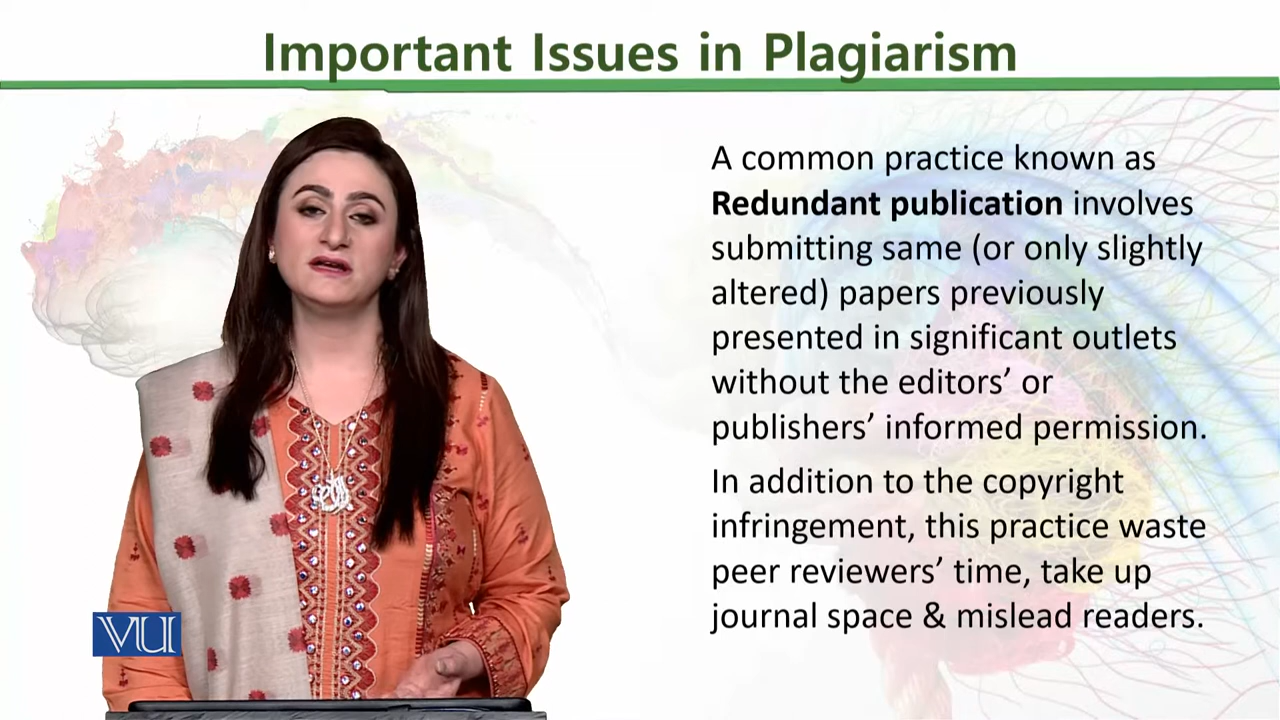 Important Issues in Plagiarism
A common practice known as
Redundant publication involves
submitting same (or only slightly
altered) papers previously
presented in significant outlets
without the editors’ or
publishers’ informed permission.
In addition to the copyright
infringement, this practice waste
peer reviewers’ time, take up
journal space & mislead readers.
VU